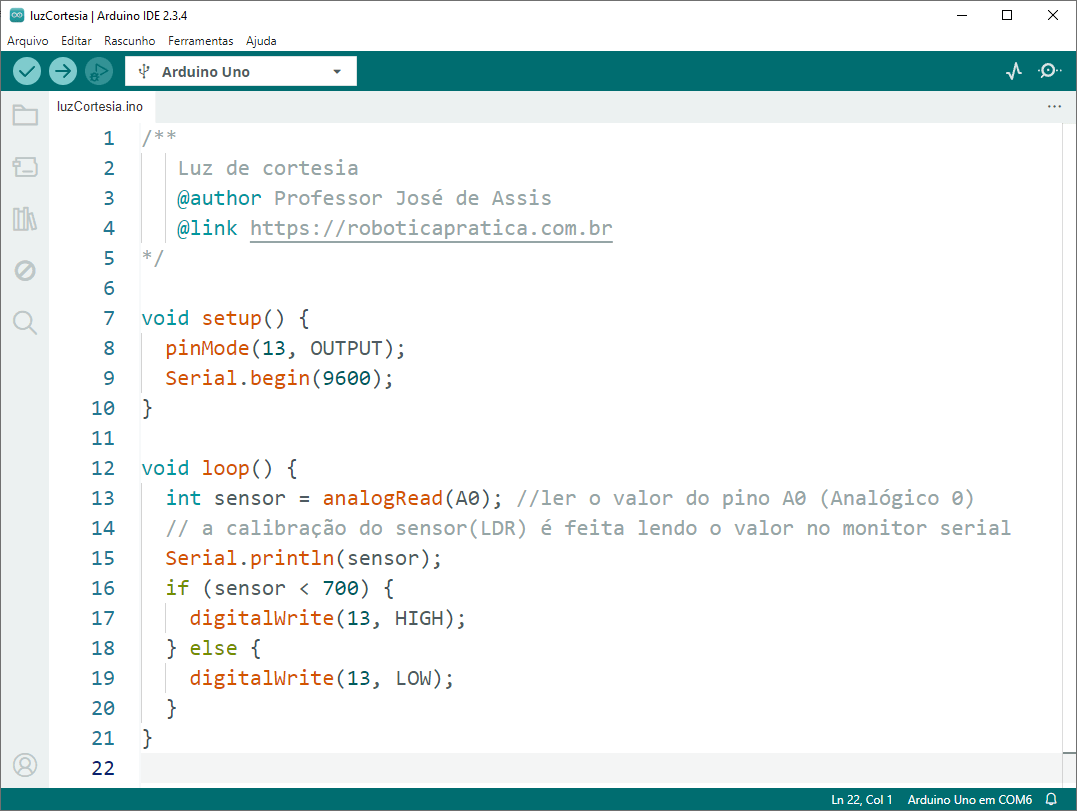 luzCortesia | Arduino IDE 2.3.4
Arquivo Editar Rascunho Ferramentas Ajuda
Arduino Uno
luzCortesia.ino
1 /**
2 Luz de cortesia
3 @author Professor José de Assis
4 @link https://roboticapratica.com.br
5 */
6
7 void setup() {
8 pinMode(13, OUTPUT);
9 Serial.begin(9600);
10 }
11
12 void loop() {
13 int sensor = analogRead(A0); //ler o valor do pino A0 (Analógico 0)
14 // a calibração do sensor(LDR) é feita lendo o valor no monitor serial
15 Serial.println(sensor);
16 if (sensor < 700) {
17 digitalWrite(13, HIGH);
18 } else {
19 digitalWrite(13, LOW);
20 }
21 }
22
Ln 22, Col 1 Arduino Uno em COM6